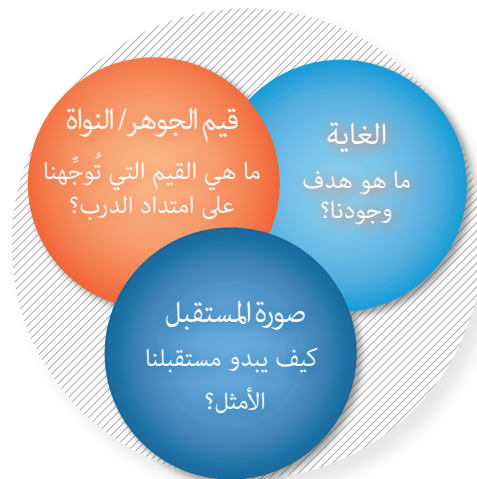 الغاية
ما هو هدف
وجودنا؟
قيم الجوهر/النواة
ما هي القيم التي تُوجِّهنا
على امتداد الدرب؟
صورة المستقبل
كيف يبدو مستقبلنا
الأمثل؟